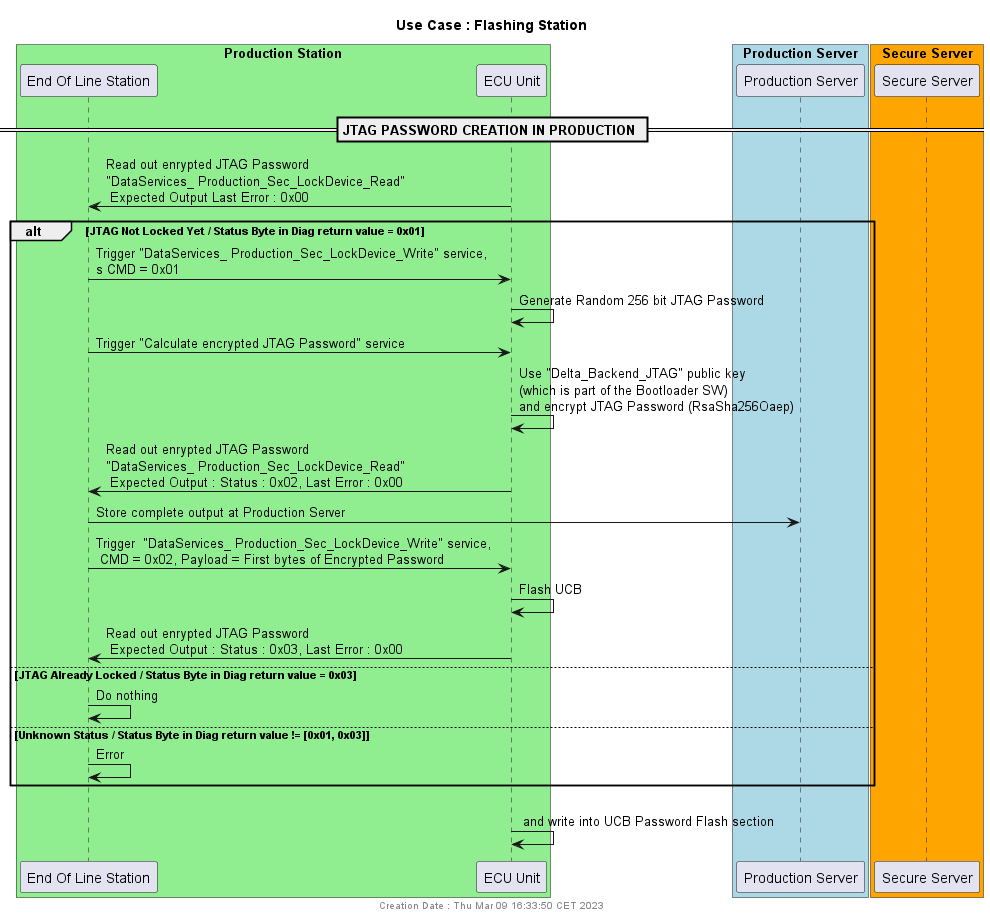 Use Case : Flashing Station
Production Station
Production Server
Secure Server
End Of Line Station
ECU Unit
Production Server
Secure Server
JTAG PASSWORD CREATION IN PRODUCTION
Read out enrypted JTAG Password
"DataServices_ Production_Sec_LockDevice_Read"
Expected Output Last Error : 0x00
alt
[JTAG Not Locked Yet / Status Byte in Diag return value = 0x01]
Trigger "DataServices_ Production_Sec_LockDevice_Write" service,
s CMD = 0x01
Generate Random 256 bit JTAG Password
Trigger "Calculate encrypted JTAG Password" service
Use "Delta_Backend_JTAG" public key
(which is part of the Bootloader SW)
and encrypt JTAG Password (RsaSha256Oaep)
Read out enrypted JTAG Password
"DataServices_ Production_Sec_LockDevice_Read"
Expected Output : Status : 0x02, Last Error : 0x00
Store complete output at Production Server
Trigger  "DataServices_ Production_Sec_LockDevice_Write" service,
CMD = 0x02, Payload = First bytes of Encrypted Password
Flash UCB
Read out enrypted JTAG Password
Expected Output : Status : 0x03, Last Error : 0x00
[JTAG Already Locked / Status Byte in Diag return value = 0x03]
Do nothing
[Unknown Status / Status Byte in Diag return value != [0x01, 0x03]]
Error
and write into UCB Password Flash section
End Of Line Station
ECU Unit
Production Server
Secure Server
Creation Date : Thu Mar 09 16:33:50 CET 2023